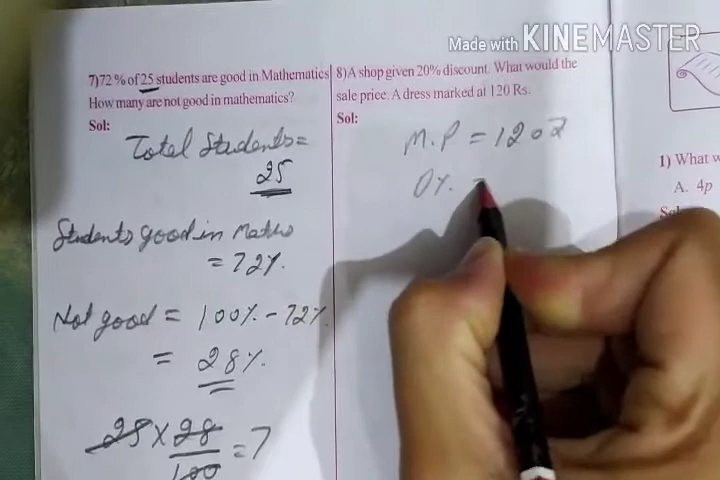 Made with KINEMASTER
7) 72 % of 25 students are good in Mathematics
How many are not good in mathematics?
Sol:
Total Students =
25
Students good in Maths
= 72%.
Not good = 100% - 72%.
= 28%.
25 × 28/100 = 7
8) A shop given 20% discount. What would the
sale price. A dress marked at 120 Rs.
Sol:
M.P = 120
D%. =
1) What w
A. 4p